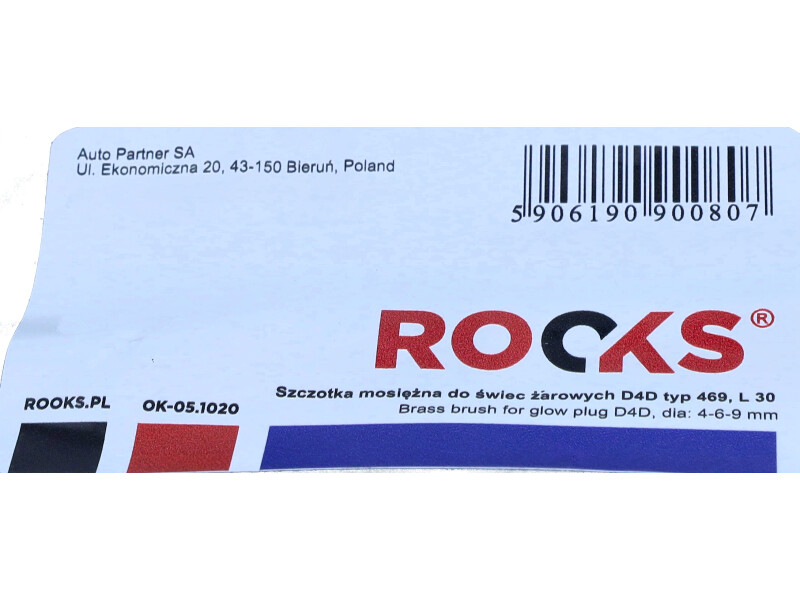 Auto Partner SA
Ul. Ekonomiczna 20, 43-150 Bieruń, Poland
5 906190 900807
ROOKS®
Szczotka mosiężna do świec żarowych D4D typ 469, L 30
Brass brush for glow plug D4D, dia: 4-6-9 mm
ROOKS.PL
OK-05.1020